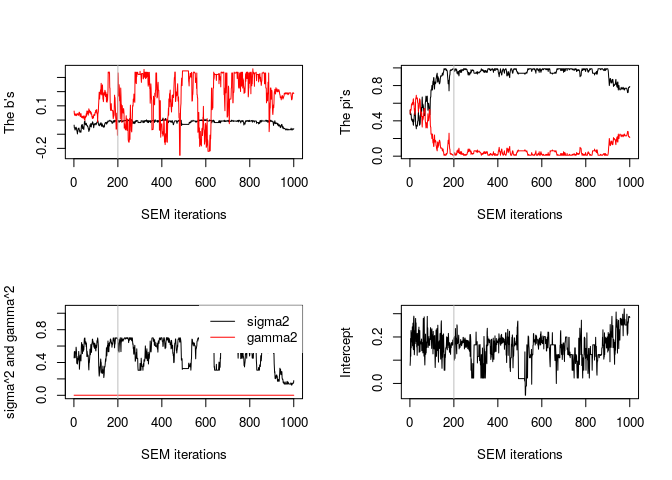 The b's
-0.2 0.1
0 200 400 600 800 1000
SEM iterations
The pi's
0.0 0.4 0.8
0 200 400 600 800 1000
SEM iterations
sigma^2 and gamma^2
0.0 0.4 0.8
sigma2
gamma2
0 200 400 600 800 1000
SEM iterations
Intercept
0.0 0.2
0 200 400 600 800 1000
SEM iterations